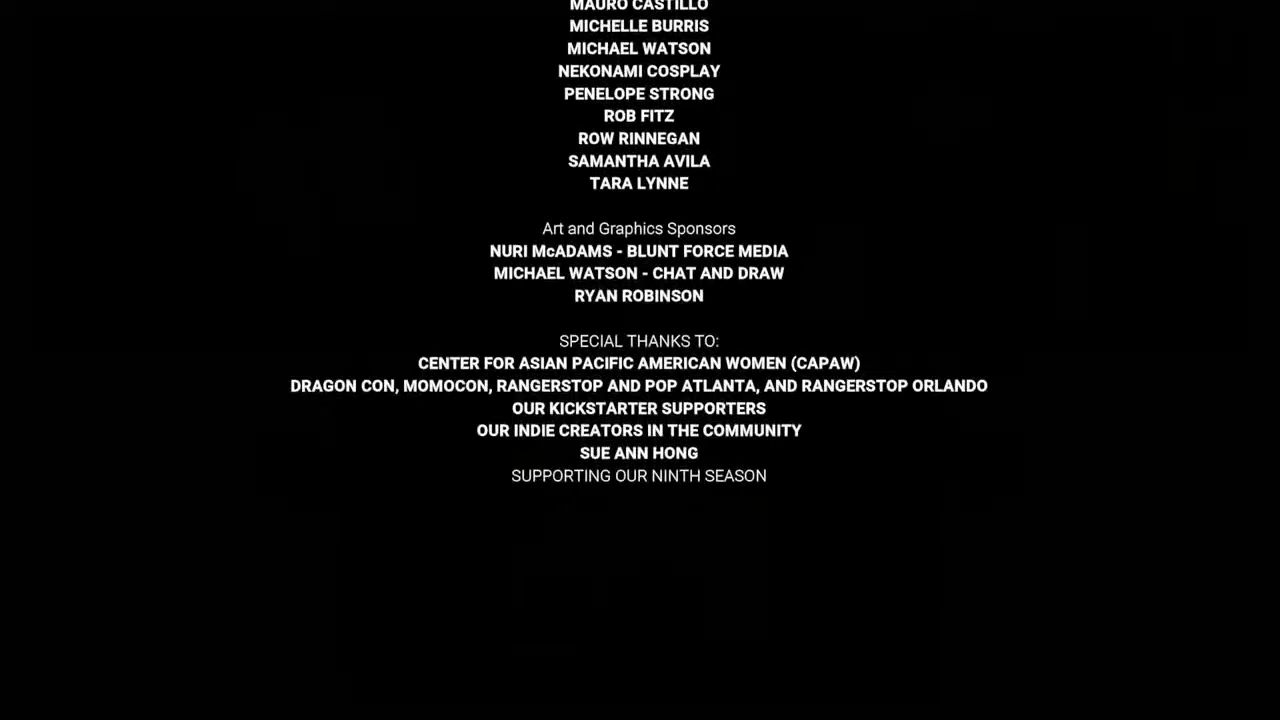 MAURO CASTILLO
MICHELLE BURRIS
MICHAEL WATSON
NEKONAMI COSPLAY
PENELOPE STRONG
ROB FITZ
ROW RINNEGAN
SAMANTHA AVILA
TARA LYNNE
Art and Graphics Sponsors
NURI McADAMS - BLUNT FORCE MEDIA
MICHAEL WATSON - CHAT AND DRAW
RYAN ROBINSON
SPECIAL THANKS TO:
CENTER FOR ASIAN PACIFIC AMERICAN WOMEN (CAPAW)
DRAGON CON, MOMOCON, RANGERSTOP AND POP ATLANTA, AND RANGERSTOP ORLANDO
OUR KICKSTARTER SUPPORTERS
OUR INDIE CREATORS IN THE COMMUNITY
SUE ANN HONG
SUPPORTING OUR NINTH SEASON